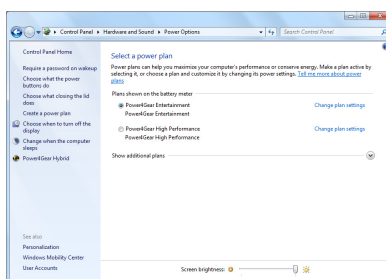 Control Panel ▸ Hardware and Sound ▸ Power Options
Search Control Panel
Control Panel Home
Require a password on wakeup
Choose what the power
buttons do
Choose what closing the lid
does
Create a power plan
Choose when to turn off the
display
Change when the computer
sleeps
Power4Gear Hybrid
See also
Personalization
Windows Mobility Center
User Accounts
Select a power plan
Power plans can help you maximize your computer's performance or conserve energy. Make a plan active by
selecting it, or choose a plan and customize it by changing its power settings. Tell me more about power
plans
Plans shown on the battery meter
Power4Gear Entertainment Change plan settings
Power4Gear Entertainment
Power4Gear High Performance Change plan settings
Power4Gear High Performance
Show additional plans
Screen brightness: